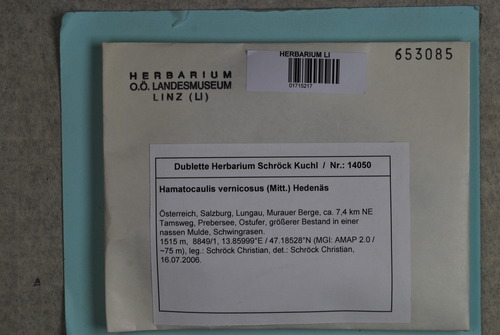 HERBARIUM
O.Ö. LANDESMUSEUM
LINZ (LI)
HERBARIUM LI
01715217
653085
Dublette Herbarium Schröck Kuchl / Nr.: 14050
Hamatocaulis vernicosus (Mitt.) Hedenäs
Österreich, Salzburg, Lungau, Murauer Berge, ca. 7,4 km NE
Tamsweg, Prebersee, Ostufer, größerer Bestand in einer
nassen Mulde, Schwingrasen.
1515 m, 8849/1, 13.85999°E / 47.18528°N (MGI: AMAP 2.0 /
~75 m), leg.: Schröck Christian, det.: Schröck Christian,
16.07.2006.